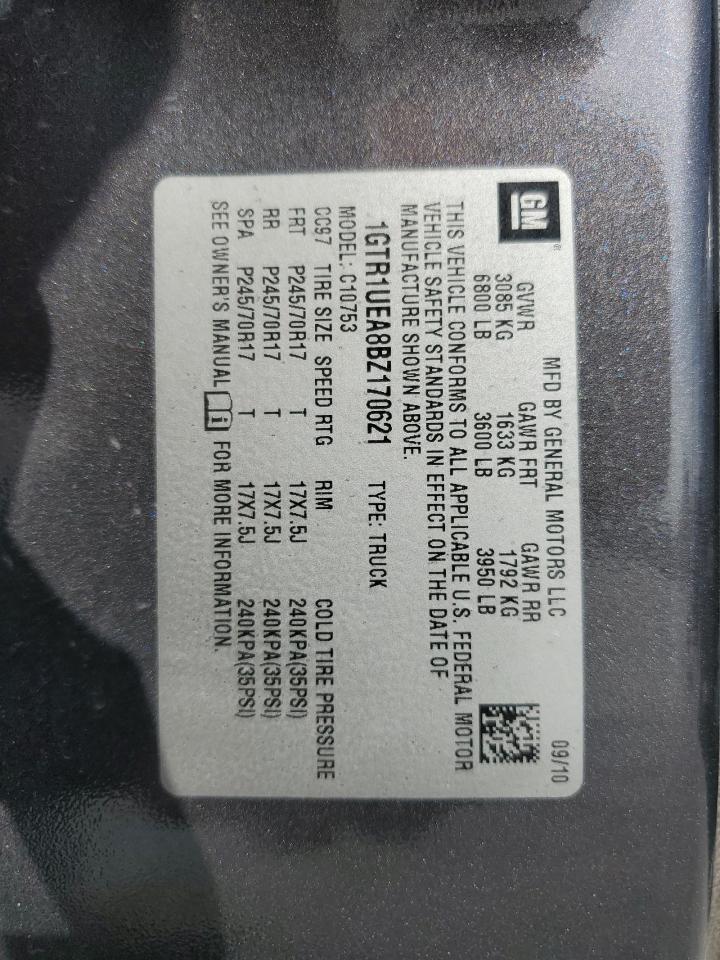 GM®
MFD BY GENERAL MOTORS LLC 09/10
GVWR GAWR FRT GAWR RR
3085 KG 1633 KG 1792 KG
6800 LB 3600 LB 3950 LB
THIS VEHICLE CONFORMS TO ALL APPLICABLE U.S. FEDERAL MOTOR
VEHICLE SAFETY STANDARDS IN EFFECT ON THE DATE OF
MANUFACTURE SHOWN ABOVE.
1GTR1UEA8BZ170621 TYPE: TRUCK
MODEL: C10753
CC97 TIRE SIZE SPEED RTG RIM COLD TIRE PRESSURE
FRT P245/70R17 T 17X7.5J 240KPA(35PSI)
RR P245/70R17 T 17X7.5J 240KPA(35PSI)
SPA P245/70R17 T 17X7.5J 240KPA(35PSI)
SEE OWNER'S MANUAL i FOR MORE INFORMATION.